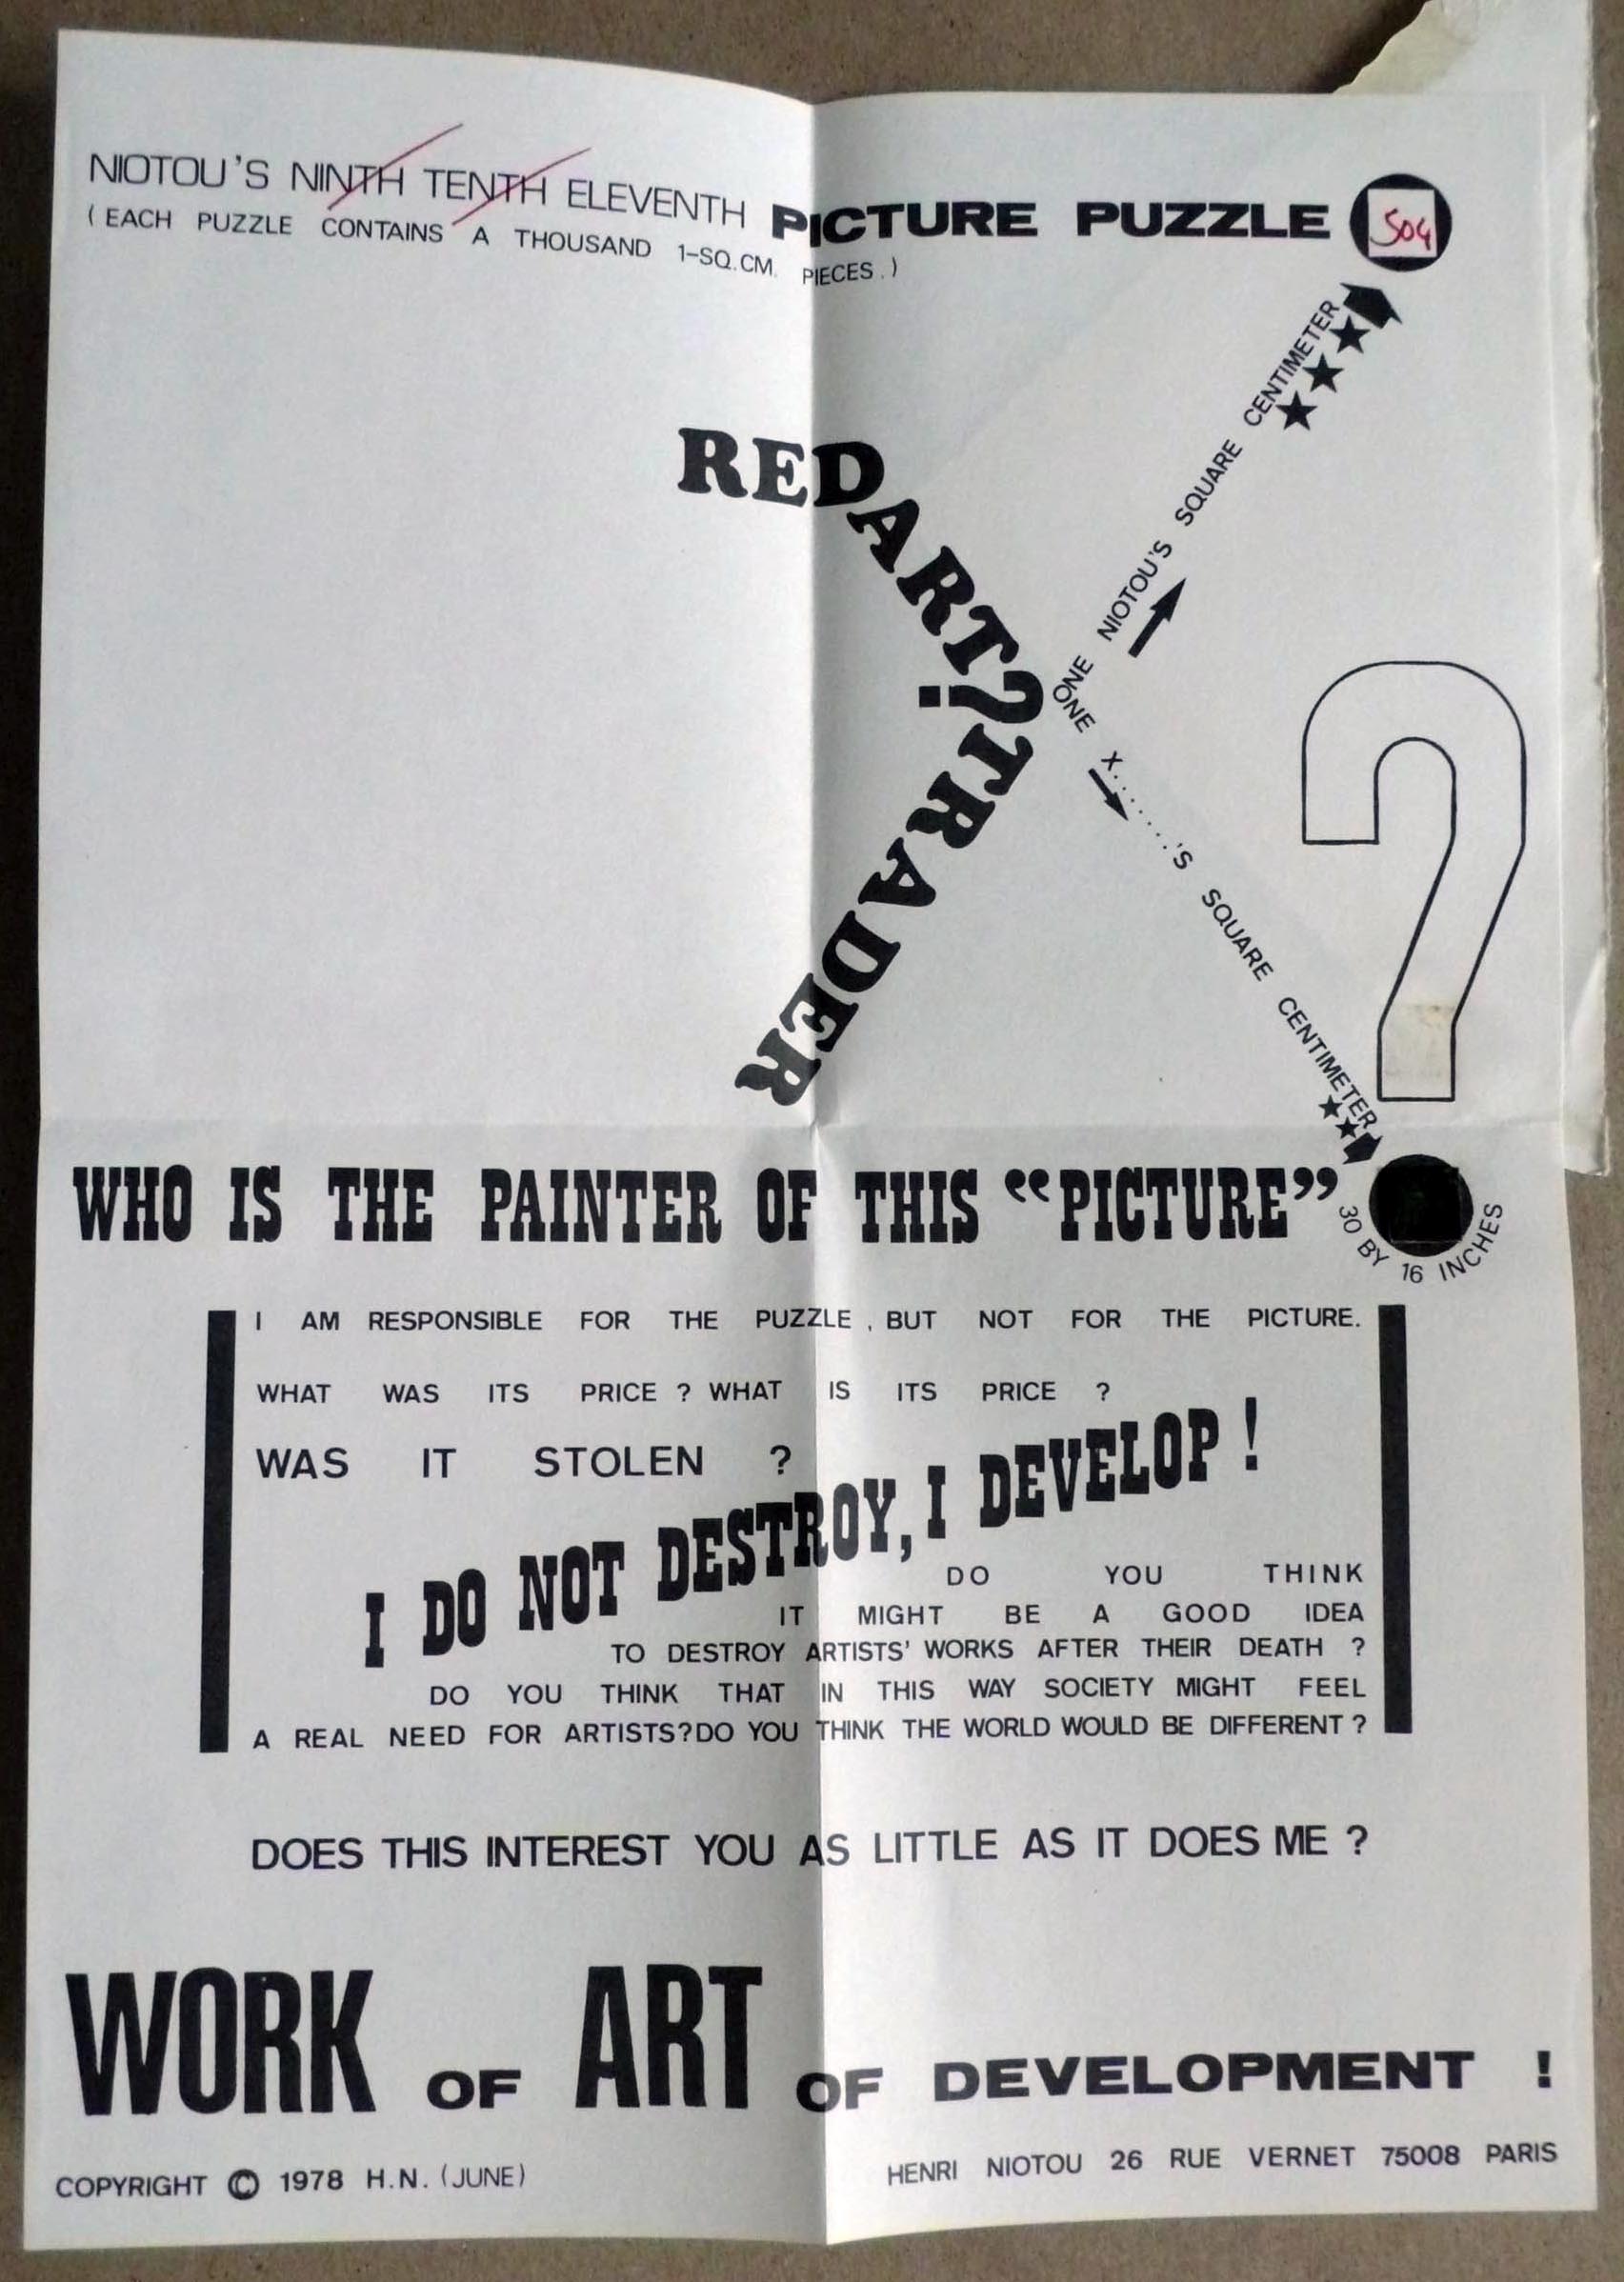 NIOTOU'S NINTH TENTH ELEVENTH PICTURE PUZZLE 504
(EACH PUZZLE CONTAINS A THOUSAND 1-SQ.CM. PIECES.)
ONE NIOTOU'S SQUARE CENTIMETER
REDART?TRADER
ONE X.......'S SQUARE CENTIMETER
?
WHO IS THE PAINTER OF THIS “PICTURE”
30 BY 16 INCHES
I AM RESPONSIBLE FOR THE PUZZLE, BUT NOT FOR THE PICTURE.
WHAT WAS ITS PRICE ? WHAT IS ITS PRICE ?
WAS IT STOLEN ?
I DO NOT DESTROY, I DEVELOP !
DO YOU THINK
IT MIGHT BE A GOOD IDEA
TO DESTROY ARTISTS' WORKS AFTER THEIR DEATH ?
DO YOU THINK THAT IN THIS WAY SOCIETY MIGHT FEEL
A REAL NEED FOR ARTISTS?DO YOU THINK THE WORLD WOULD BE DIFFERENT ?
DOES THIS INTEREST YOU AS LITTLE AS IT DOES ME ?
WORK OF ART OF DEVELOPMENT !
COPYRIGHT © 1978 H.N. (JUNE)
HENRI NIOTOU 26 RUE VERNET 75008 PARIS